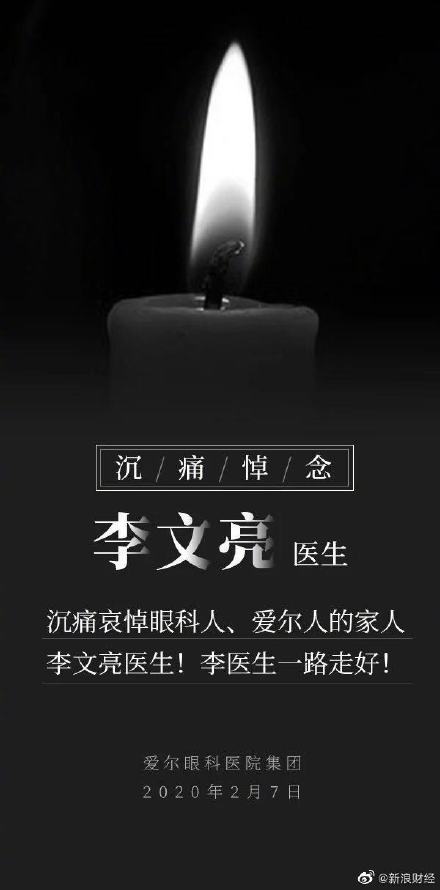 沉/痛/悼/念
李文亮 医生
沉痛哀悼眼科人、爱尔人的家人
李文亮医生！李医生一路走好！
爱尔眼科医院集团
2020年2月7日
@新浪财经